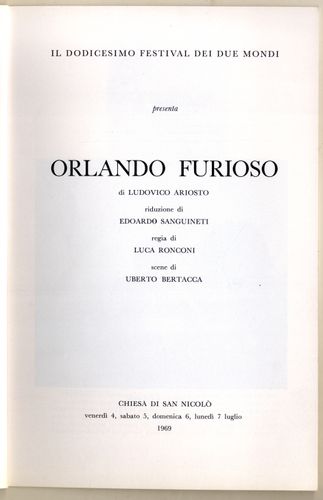 IL DODICESIMO FESTIVAL DEI DUE MONDI
presenta
ORLANDO FURIOSO
di LUDOVICO ARIOSTO
riduzione di
EDOARDO SANGUINETI
regia di
LUCA RONCONI
scene di
UBERTO BERTACCA
CHIESA DI SAN NICOLÒ
venerdì 4, sabato 5, domenica 6, lunedì 7 luglio
1969